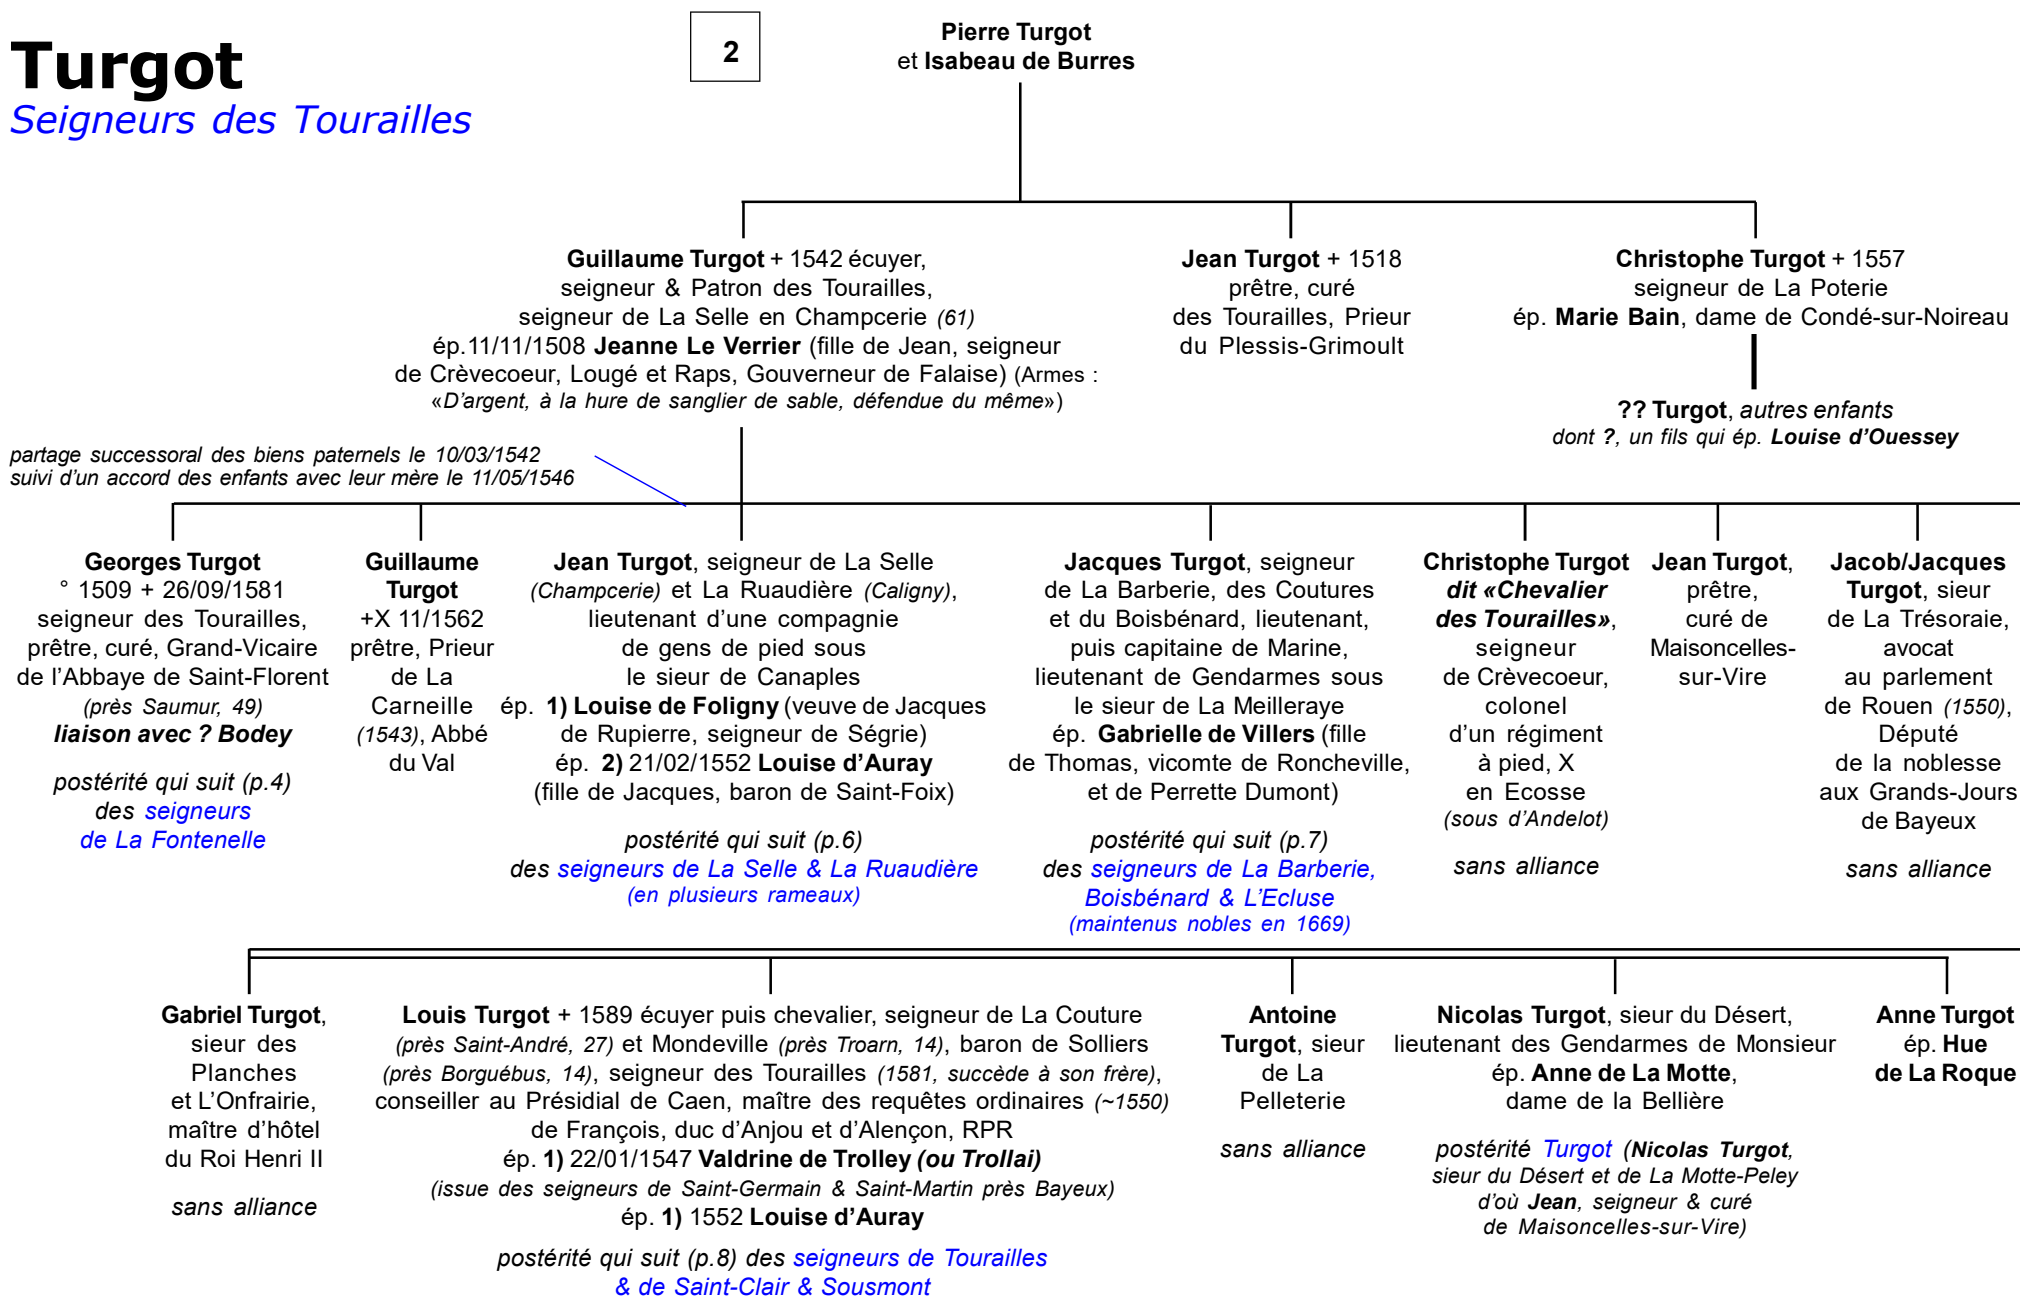 Turgot
Seigneurs des Tourailles
2
Pierre Turgot
et Isabeau de Burres
Guillaume Turgot + 1542 écuyer,
seigneur & Patron des Tourailles,
seigneur de La Selle en Champcerie (61)
ép.11/11/1508 Jeanne Le Verrier (fille de Jean, seigneur
de Crèvecoeur, Lougé et Raps, Gouverneur de Falaise) (Armes :
«D'argent, à la hure de sanglier de sable, défendue du même»)
Jean Turgot + 1518
prêtre, curé
des Tourailles, Prieur
du Plessis-Grimoult
Christophe Turgot + 1557
seigneur de La Poterie
ép. Marie Bain, dame de Condé-sur-Noireau
?? Turgot, autres enfants
dont ?, un fils qui ép. Louise d'Ouessey
partage successoral des biens paternels le 10/03/1542
suivi d'un accord des enfants avec leur mère le 11/05/1546
Georges Turgot
° 1509 + 26/09/1581
seigneur des Tourailles,
prêtre, curé, Grand-Vicaire
de l'Abbaye de Saint-Florent
(près Saumur, 49)
liaison avec ? Bodey
postérité qui suit (p.4)
des seigneurs
de La Fontenelle
Guillaume
Turgot
+X 11/1562
prêtre, Prieur
de La
Carneille
(1543), Abbé
du Val
Jean Turgot, seigneur de La Selle
(Champcerie) et La Ruaudière (Caligny),
lieutenant d'une compagnie
de gens de pied sous
le sieur de Canaples
ép. 1) Louise de Foligny (veuve de Jacques
de Rupierre, seigneur de Ségrie)
ép. 2) 21/02/1552 Louise d'Auray
(fille de Jacques, baron de Saint-Foix)
postérité qui suit (p.6)
des seigneurs de La Selle & La Ruaudière
(en plusieurs rameaux)
Jacques Turgot, seigneur
de La Barberie, des Coutures
et du Boisbénard, lieutenant,
puis capitaine de Marine,
lieutenant de Gendarmes sous
le sieur de La Meilleraye
ép. Gabrielle de Villers (fille
de Thomas, vicomte de Roncheville,
et de Perrette Dumont)
postérité qui suit (p.7)
des seigneurs de La Barberie,
Boisbénard & L'Ecluse
(maintenus nobles en 1669)
Christophe Turgot
dit «Chevalier
des Tourailles»,
seigneur
de Crèvecoeur,
colonel
d'un régiment
à pied, X
en Ecosse
(sous d'Andelot)
sans alliance
Jean Turgot,
prêtre,
curé de
Maisoncelles-
sur-Vire
Jacob/Jacques
Turgot, sieur
de La Trésoraie,
avocat
au parlement
de Rouen (1550),
Député
de la noblesse
aux Grands-Jours
de Bayeux
sans alliance
Gabriel Turgot,
sieur des
Planches
et L'Onfrairie,
maître d'hôtel
du Roi Henri II
sans alliance
Louis Turgot + 1589 écuyer puis chevalier, seigneur de La Couture
(près Saint-André, 27) et Mondeville (près Troarn, 14), baron de Solliers
(près Borguébus, 14), seigneur des Tourailles (1581, succède à son frère),
conseiller au Présidial de Caen, maître des requêtes ordinaires (~1550)
de François, duc d'Anjou et d'Alençon, RPR
ép. 1) 22/01/1547 Valdrine de Trolley (ou Trollai)
(issue des seigneurs de Saint-Germain & Saint-Martin près Bayeux)
ép. 1) 1552 Louise d'Auray
postérité qui suit (p.8) des seigneurs de Tourailles
& de Saint-Clair & Sousmont
Antoine
Turgot, sieur
de La
Pelleterie
sans alliance
Nicolas Turgot, sieur du Désert,
lieutenant des Gendarmes de Monsieur
ép. Anne de La Motte,
dame de la Bellière
postérité Turgot (Nicolas Turgot,
sieur du Désert et de La Motte-Peley
d'où Jean, seigneur & curé
de Maisoncelles-sur-Vire)
Anne Turgot
ép. Hue
de La Roque